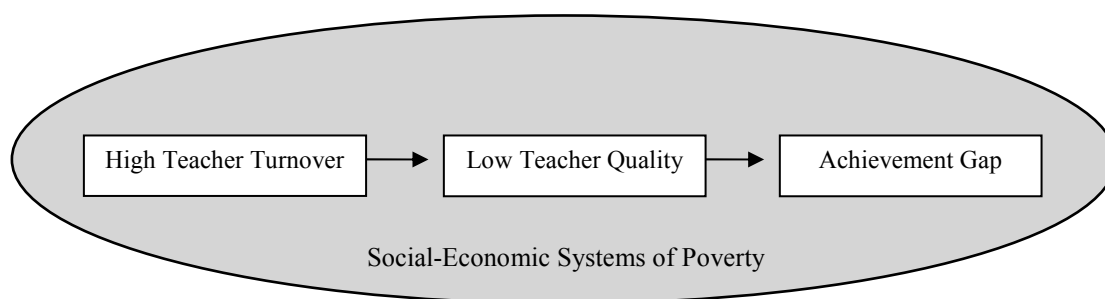 High Teacher Turnover
Low Teacher Quality
Achievement Gap
Social-Economic Systems of Poverty